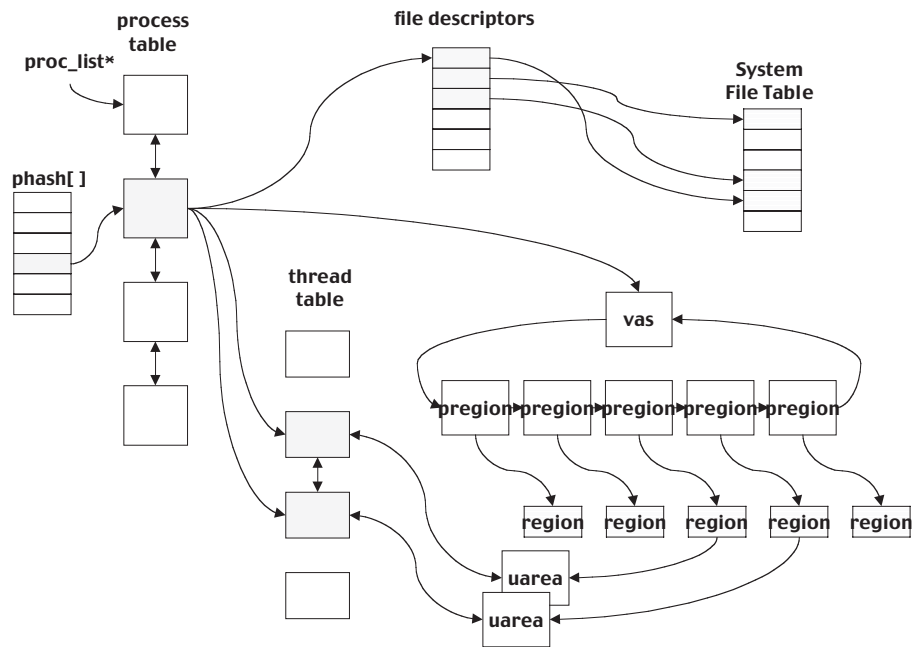 process
table
file descriptors
proc_list*
System
File Table
phash[ ]
thread
table
vas
pregion
pregion
pregion
pregion
pregion
region
region
region
region
region
uarea
uarea